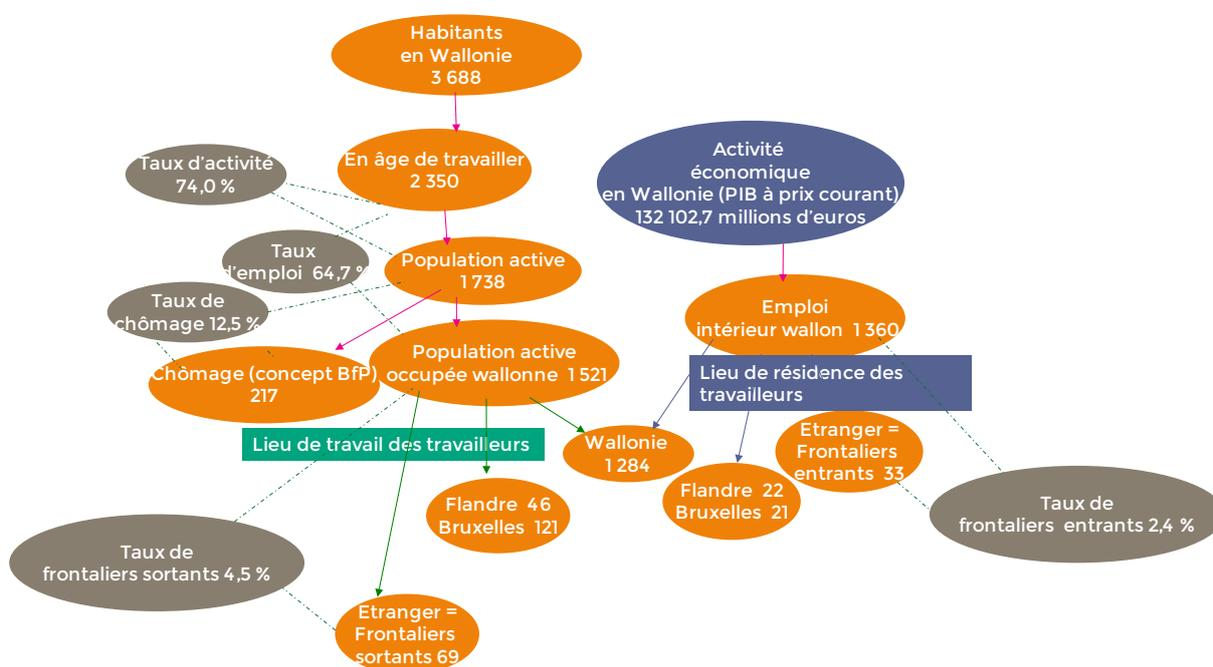 Habitants
en Wallonie
3 688
En âge de travailler
2 350
Taux d'activité
74,0 %
Activité
économique
en Wallonie (PIB à prix courant)
132 102,7 millions d'euros
Taux
d'emploi 64,7 %
Population active
1 738
Taux de
chômage 12,5 %
Emploi
intérieur wallon 1 360
Chômage (concept BfP)
217
Population active
occupée wallonne 1 521
Lieu de résidence des
travailleurs
Lieu de travail des travailleurs
Wallonie
1 284
Etranger =
Frontaliers
entrants 33
Flandre 46
Bruxelles 121
Flandre 22
Bruxelles 21
Taux de
frontaliers entrants 2,4 %
Taux de
frontaliers sortants 4,5 %
Etranger =
Frontaliers
sortants 69